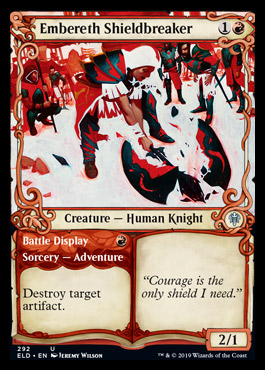 Embereth Shieldbreaker 1
Creature — Human Knight
Battle Display
Sorcery — Adventure
Destroy target
artifact.
“Courage is the
only shield I need.”
2/1
292 U
ELD • EN Jeremy Wilson
™ & © 2019 Wizards of the Coast